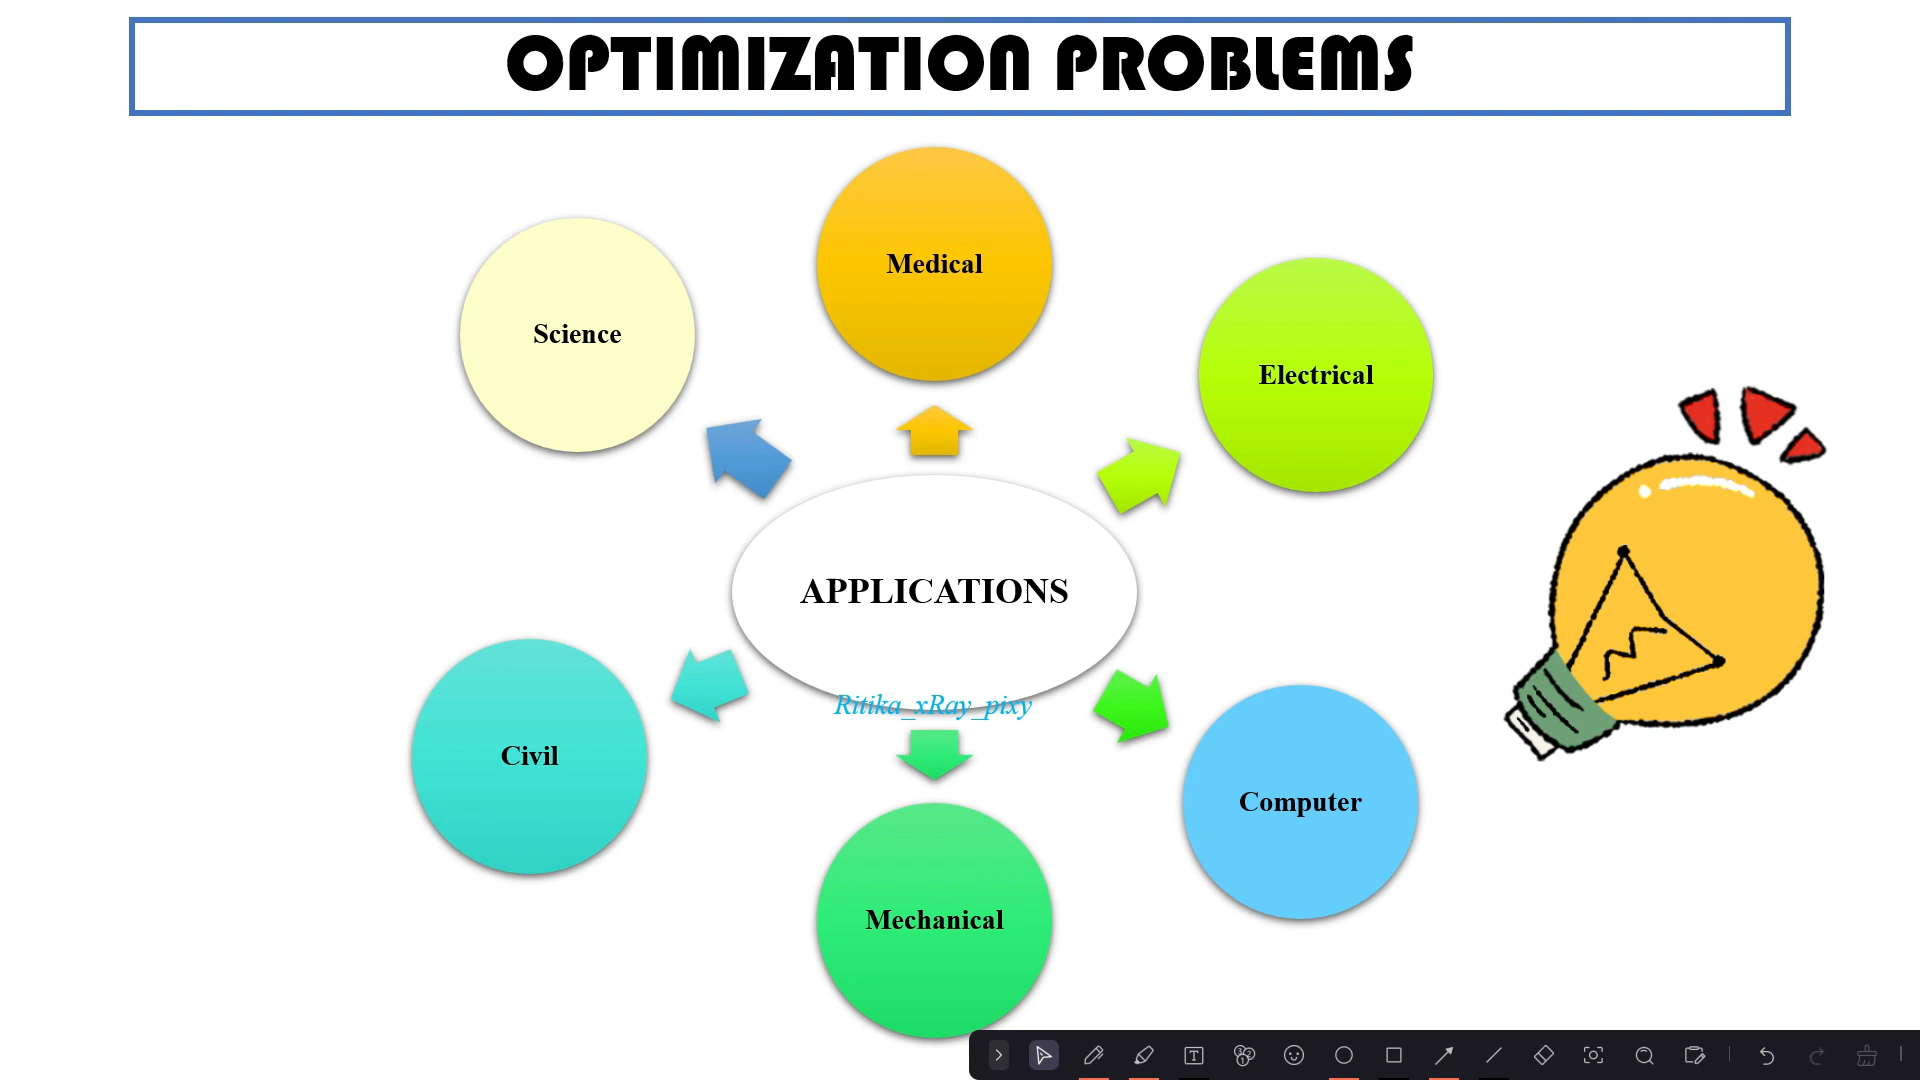 OPTIMIZATION PROBLEMS
Medical
Science
Electrical
APPLICATIONS
Ritika_xRay_pixy
Civil
Computer
Mechanical